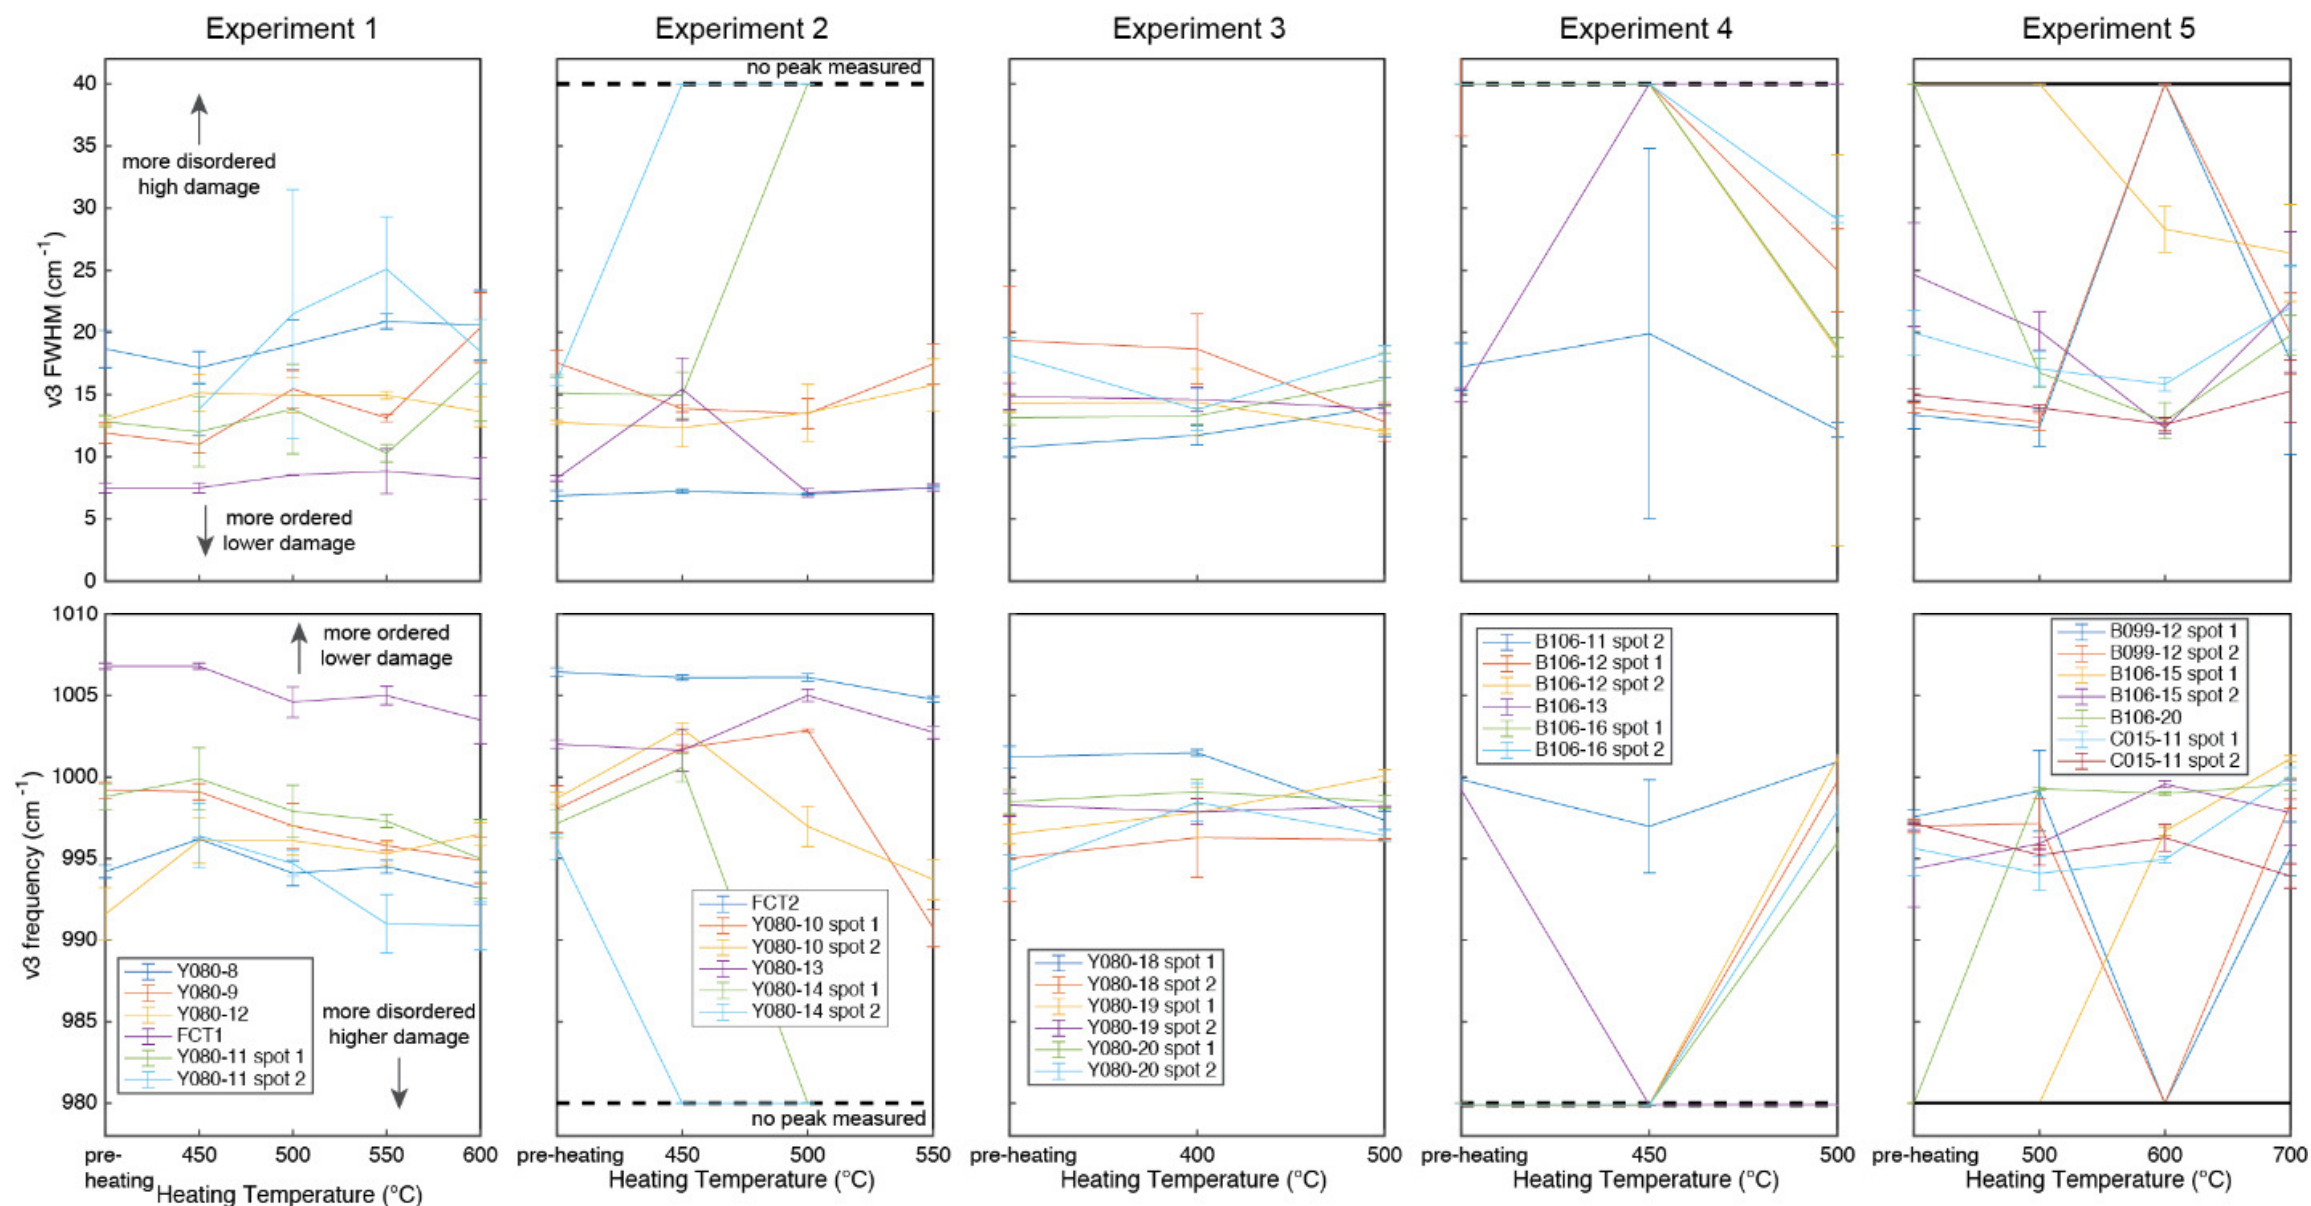 Experiment 1
Experiment 2
Experiment 3
Experiment 4
Experiment 5
v3 FWHM (cm-1)
40
35
30
25
20
15
10
5
0
more disordered
high damage
more ordered
lower damage
no peak measured
v3 frequency (cm-1)
1010
1005
1000
995
990
985
980
more ordered
lower damage
more disordered
higher damage
Y080-8
Y080-9
Y080-12
FCT1
Y080-11 spot 1
Y080-11 spot 2
FCT2
Y080-10 spot 1
Y080-10 spot 2
Y080-13
Y080-14 spot 1
Y080-14 spot 2
no peak measured
Y080-18 spot 1
Y080-18 spot 2
Y080-19 spot 1
Y080-19 spot 2
Y080-20 spot 1
Y080-20 spot 2
B106-11 spot 2
B106-12 spot 1
B106-12 spot 2
B106-13
B106-16 spot 1
B106-16 spot 2
B099-12 spot 1
B099-12 spot 2
B106-15 spot 1
B106-15 spot 2
B106-20
C015-11 spot 1
C015-11 spot 2
pre-
heating
450
500
550
600
Heating Temperature (°C)
pre-heating
450
500
550
Heating Temperature (°C)
pre-heating
400
500
Heating Temperature (°C)
pre-heating
450
500
Heating Temperature (°C)
pre-heating
500
600
700
Heating Temperature (°C)